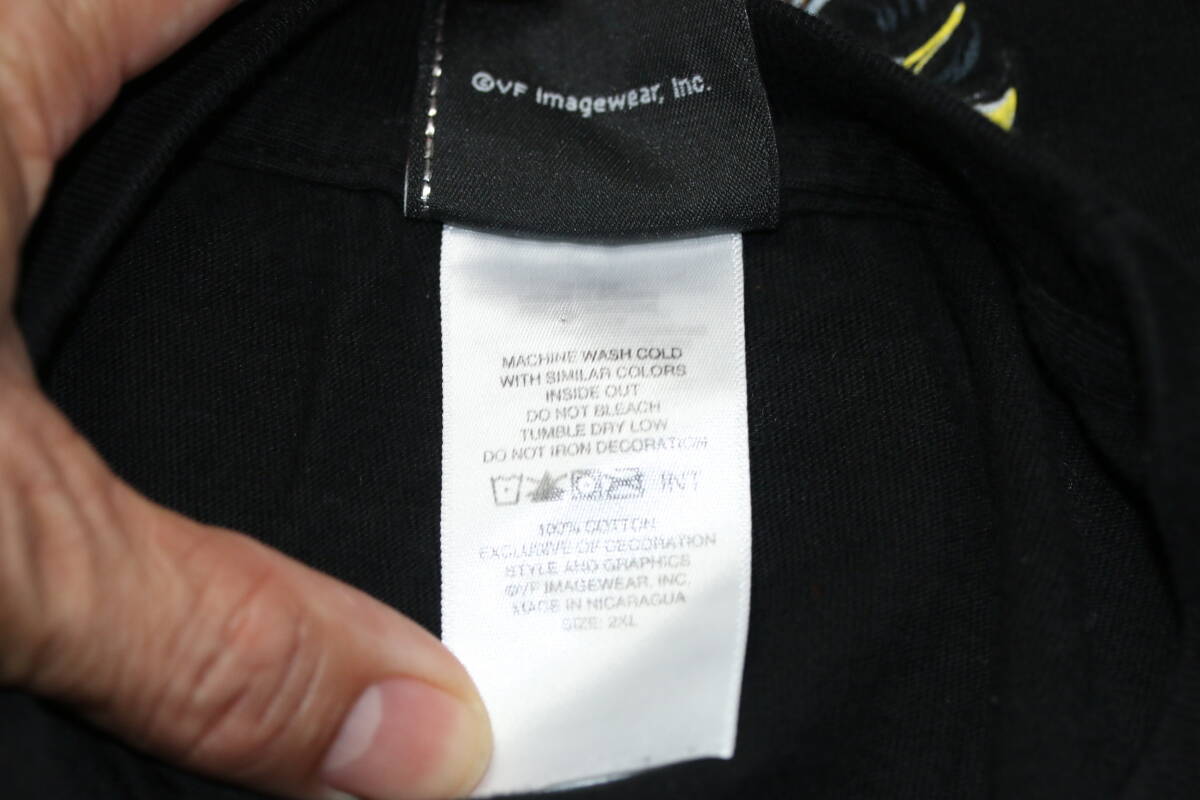 ©VF Imagewear, Inc.
MACHINE WASH COLD
WITH SIMILAR COLORS
INSIDE OUT
DO NOT BLEACH
TUMBLE DRY LOW
DO NOT IRON DECORATION
INT
100% COTTON
EXCLUSIVE OF DECORATION
STYLE AND GRAPHICS
©VF IMAGEWEAR, INC.
MADE IN NICARAGUA
SIZE: 2XL